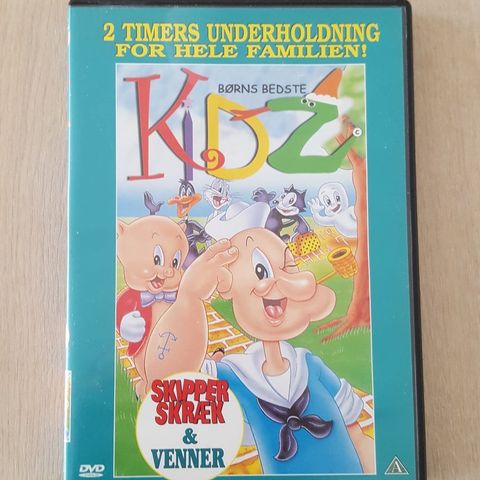 2 TIMERS UNDERHOLDNING
FOR HELE FAMILIEN!
BØRNS BEDSTE
KIDZ
SKIPPER
SKRÆK
&
VENNER
DVD
A